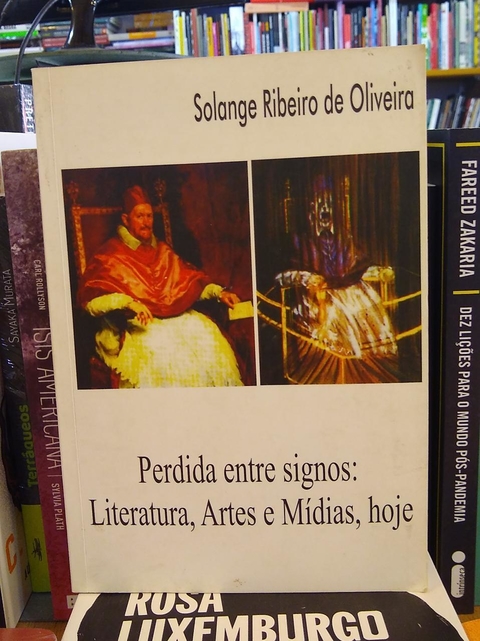 Solange Ribeiro de Oliveira
Perdida entre signos:
Literatura, Artes e Mídias, hoje
ROSA
LUXEMBURGO
SAYAKA MURATA
Terráqueos
CARL ROLLYSON
ISIS AMERICANA
SYLVIA PLATH
FAREED ZAKARIA
DEZ LIÇÕES PARA O MUNDO PÓS-PANDEMIA